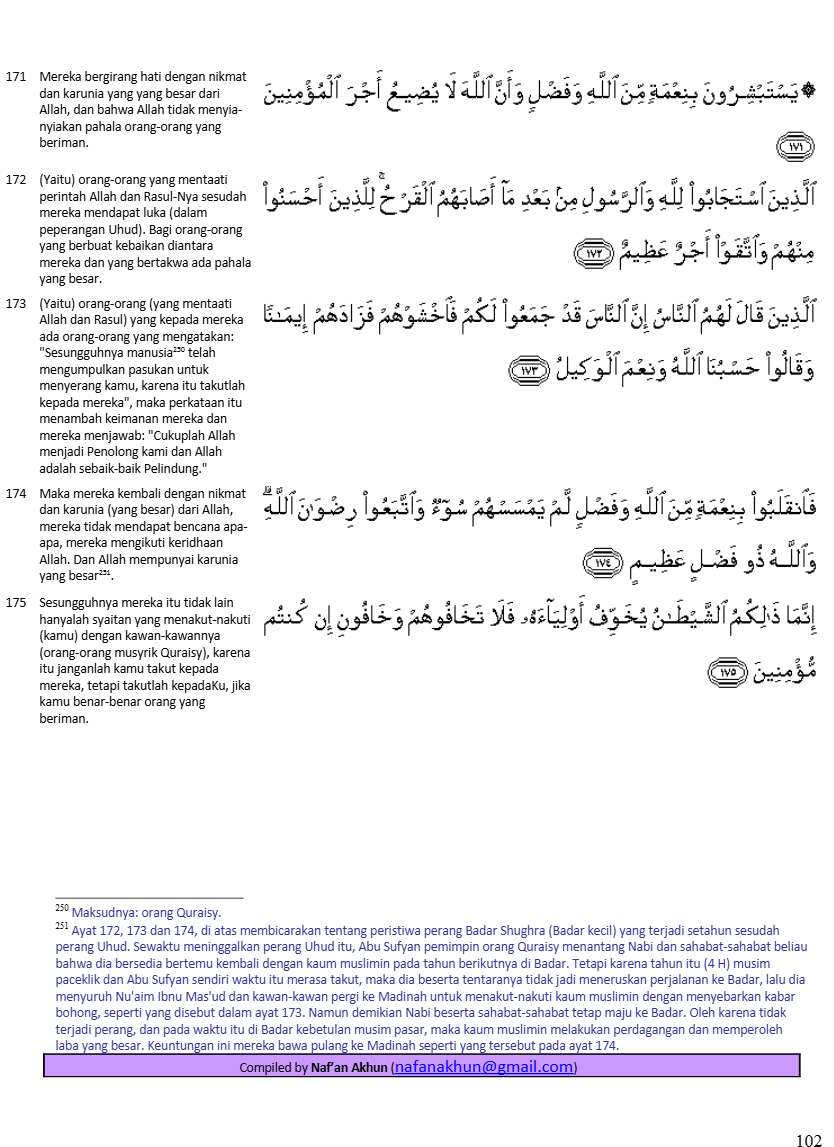 171 Mereka bergirang hati dengan nikmat
dan karunia yang yang besar dari
Allah, dan bahwa Allah tidak menyia-
nyiakan pahala orang-orang yang
beriman.
۞ يَسْتَبْشِرُونَ بِنِعْمَةٍ مِّنَ ٱللَّهِ وَفَضْلٍ وَأَنَّ ٱللَّهَ لَا يُضِيعُ أَجْرَ ٱلْمُؤْمِنِينَ
١٧١
172 (Yaitu) orang-orang yang mentaati
perintah Allah dan Rasul-Nya sesudah
mereka mendapat luka (dalam
peperangan Uhud). Bagi orang-orang
yang berbuat kebaikan diantara
mereka dan yang bertakwa ada pahala
yang besar.
ٱلَّذِينَ ٱسْتَجَابُوا۟ لِلَّهِ وَٱلرَّسُولِ مِنۢ بَعْدِ مَآ أَصَابَهُمُ ٱلْقَرْحُ ۚ لِلَّذِينَ أَحْسَنُوا۟
مِنْهُمْ وَٱتَّقَوْا۟ أَجْرٌ عَظِيمٌ ١٧٢
173 (Yaitu) orang-orang (yang mentaati
Allah dan Rasul) yang kepada mereka
ada orang-orang yang mengatakan:
"Sesungguhnya manusia250 telah
mengumpulkan pasukan untuk
menyerang kamu, karena itu takutlah
kepada mereka", maka perkataan itu
menambah keimanan mereka dan
mereka menjawab: "Cukuplah Allah
menjadi Penolong kami dan Allah
adalah sebaik-baik Pelindung."
ٱلَّذِينَ قَالَ لَهُمُ ٱلنَّاسُ إِنَّ ٱلنَّاسَ قَدْ جَمَعُوا۟ لَكُمْ فَٱخْشَوْهُمْ فَزَادَهُمْ إِيمَـٰنًا
وَقَالُوا۟ حَسْبُنَا ٱللَّهُ وَنِعْمَ ٱلْوَكِيلُ ١٧٣
174 Maka mereka kembali dengan nikmat
dan karunia (yang besar) dari Allah,
mereka tidak mendapat bencana apa-
apa, mereka mengikuti keridhaan
Allah. Dan Allah mempunyai karunia
yang besar251.
فَٱنقَلَبُوا۟ بِنِعْمَةٍ مِّنَ ٱللَّهِ وَفَضْلٍ لَّمْ يَمْسَسْهُمْ سُوٓءٌ وَٱتَّبَعُوا۟ رِضْوَٰنَ ٱللَّهِ ۗ
وَٱللَّـهُ ذُو فَضْلٍ عَظِيمٍ ١٧٤
175 Sesungguhnya mereka itu tidak lain
hanyalah syaitan yang menakut-nakuti
(kamu) dengan kawan-kawannya
(orang-orang musyrik Quraisy), karena
itu janganlah kamu takut kepada
mereka, tetapi takutlah kepadaKu, jika
kamu benar-benar orang yang
beriman.
إِنَّمَا ذَٰلِكُمُ ٱلشَّيْطَـٰنُ يُخَوِّفُ أَوْلِيَآءَهُۥ فَلَا تَخَافُوهُمْ وَخَافُونِ إِن كُنتُم
مُّؤْمِنِينَ ١٧٥
250 Maksudnya: orang Quraisy.
251 Ayat 172, 173 dan 174, di atas membicarakan tentang peristiwa perang Badar Shughra (Badar kecil) yang terjadi setahun sesudah
perang Uhud. Sewaktu meninggalkan perang Uhud itu, Abu Sufyan pemimpin orang Quraisy menantang Nabi dan sahabat-sahabat beliau
bahwa dia bersedia bertemu kembali dengan kaum muslimin pada tahun berikutnya di Badar. Tetapi karena tahun itu (4 H) musim
paceklik dan Abu Sufyan sendiri waktu itu merasa takut, maka dia beserta tentaranya tidak jadi meneruskan perjalanan ke Badar, lalu dia
menyuruh Nu'aim Ibnu Mas'ud dan kawan-kawan pergi ke Madinah untuk menakut-nakuti kaum muslimin dengan menyebarkan kabar
bohong, seperti yang disebut dalam ayat 173. Namun demikian Nabi beserta sahabat-sahabat tetap maju ke Badar. Oleh karena tidak
terjadi perang, dan pada waktu itu di Badar kebetulan musim pasar, maka kaum muslimin melakukan perdagangan dan memperoleh
laba yang besar. Keuntungan ini mereka bawa pulang ke Madinah seperti yang tersebut pada ayat 174.
Compiled by Naf'an Akhun (nafanakhun@gmail.com)
102